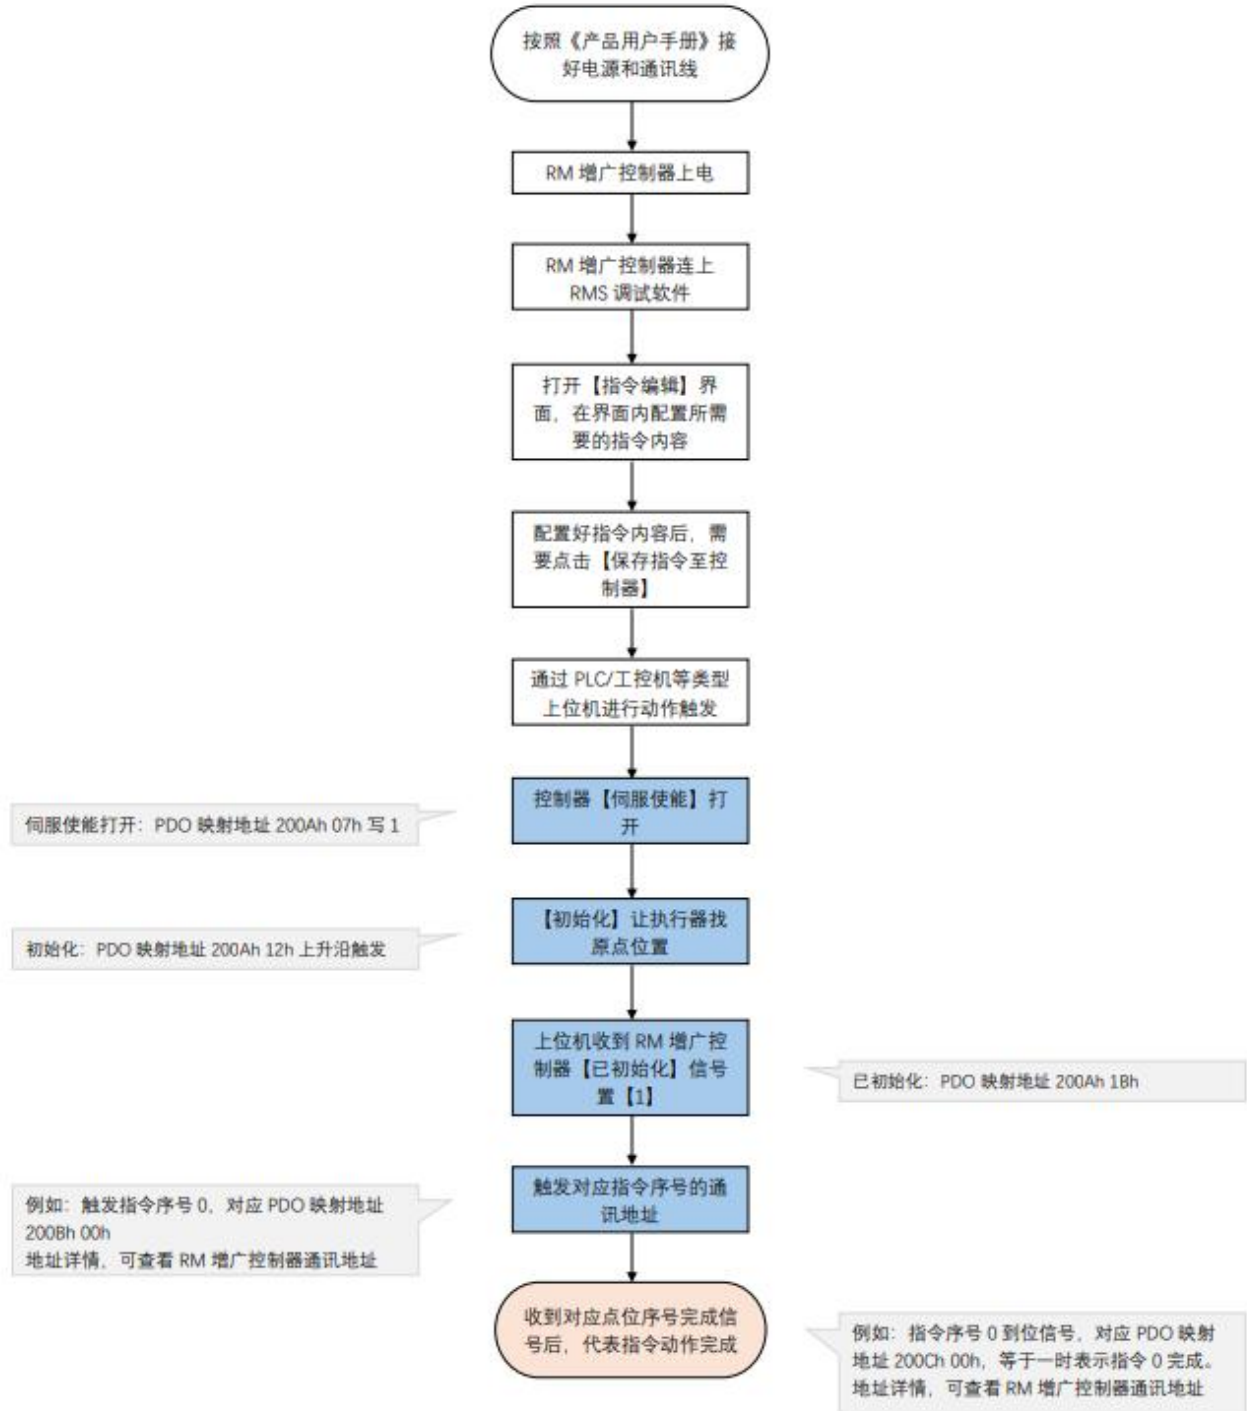 按照《产品用户手册》接
好电源和通讯线
RM 增广控制器上电
RM 增广控制器连上
RMS 调试软件
打开【指令编辑】界
面，在界面内配置所需
要的指令内容
配置好指令内容后，需
要点击【保存指令至控
制器】
通过 PLC/工控机等类型
上位机进行动作触发
控制器【伺服使能】打
开
伺服使能打开：PDO 映射地址 200Ah 07h 写 1
【初始化】让执行器找
原点位置
初始化：PDO 映射地址 200Ah 12h 上升沿触发
上位机收到 RM 增广控
制器【已初始化】信号
置【1】
已初始化：PDO 映射地址 200Ah 1Bh
触发对应指令序号的通
讯地址
例如：触发指令序号 0，对应 PDO 映射地址
200Bh 00h
地址详情，可查看 RM 增广控制器通讯地址
收到对应点位序号完成信
号后，代表指令动作完成
例如：指令序号 0 到位信号，对应 PDO 映射
地址 200Ch 00h，等于一时表示指令 0 完成。
地址详情，可查看 RM 增广控制器通讯地址